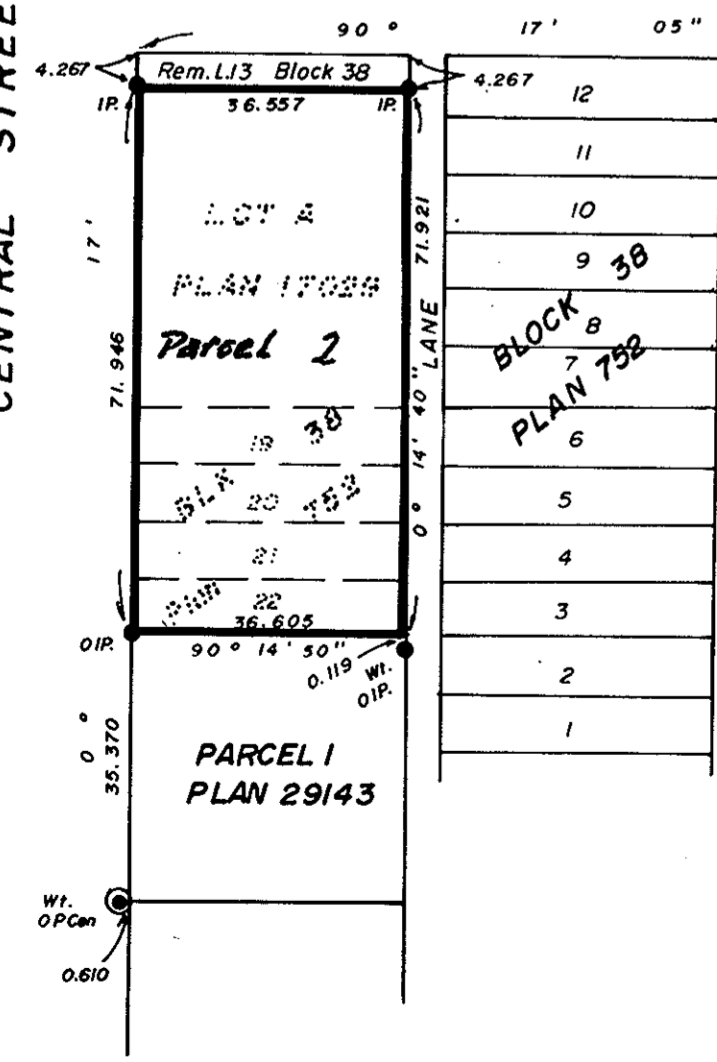 CENTRAL STREE
90° 17' 05"
4.267
Rem. L.13 Block 38
4.267
IP.
36.557
IP.
LOT A
PLAN 17028
Parcel 2
17'
71.946
71.921
LANE
0° 14' 40"
19
38
BLK
20
752
21
PLAN
22
36.605
OIP.
90° 14' 50"
0.119
Wt.
OIP.
0°
35.370
PARCEL 1
PLAN 29143
Wt.
OPCon
0.610
12
11
10
9
BLOCK 38
8
7
PLAN 752
6
5
4
3
2
1